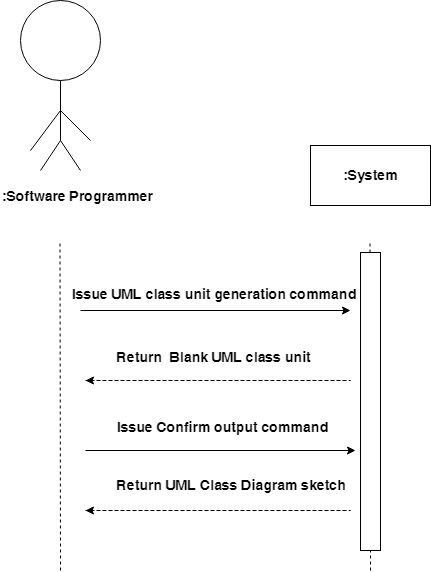 :System
:Software Programmer
Issue UML class unit generation command
Return Blank UML class unit
Issue Confirm output command
Return UML Class Diagram sketch